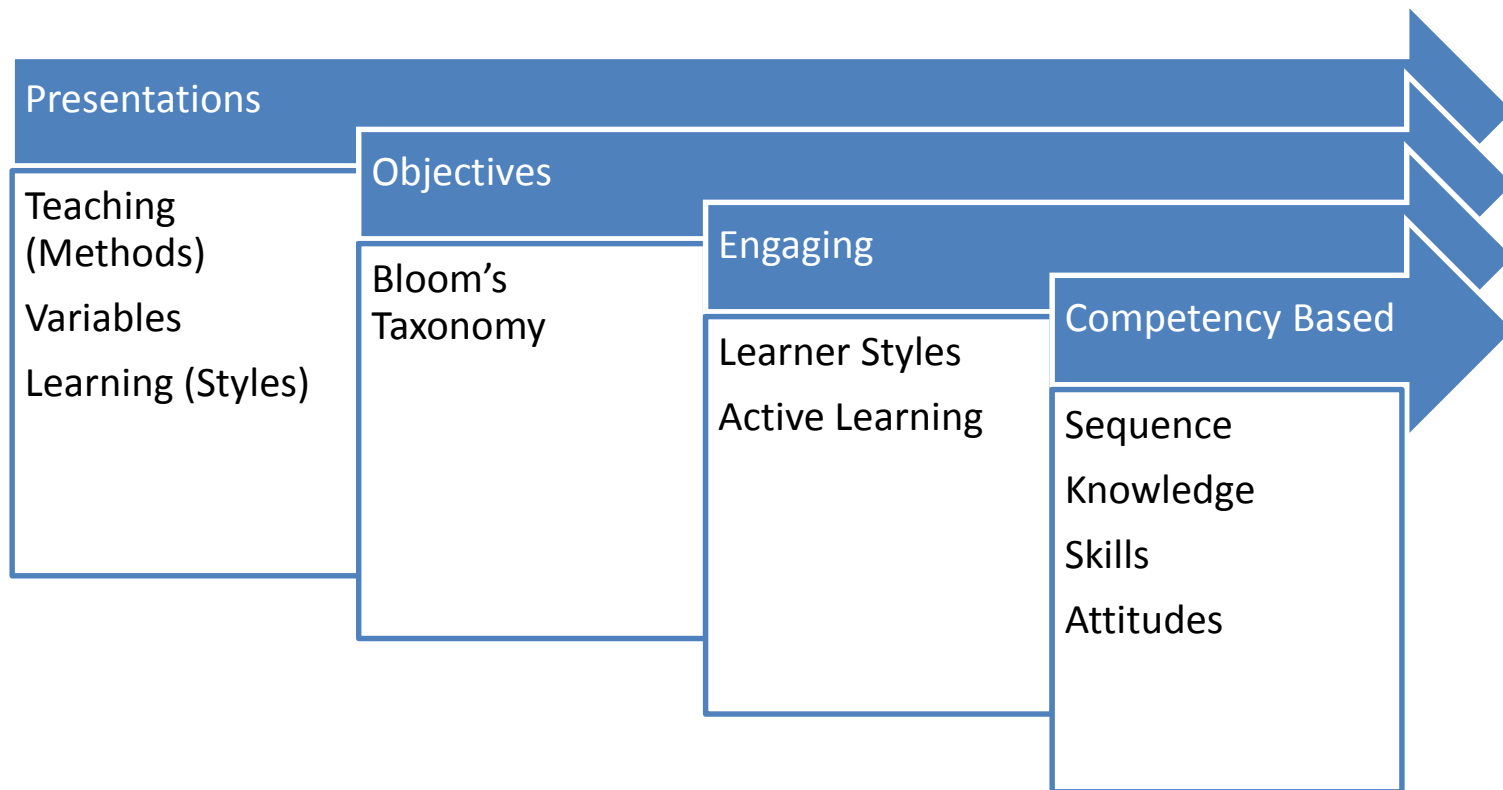 Presentations
Teaching
(Methods)
Variables
Learning (Styles)
Objectives
Bloom’s
Taxonomy
Engaging
Learner Styles
Active Learning
Competency Based
Sequence
Knowledge
Skills
Attitudes